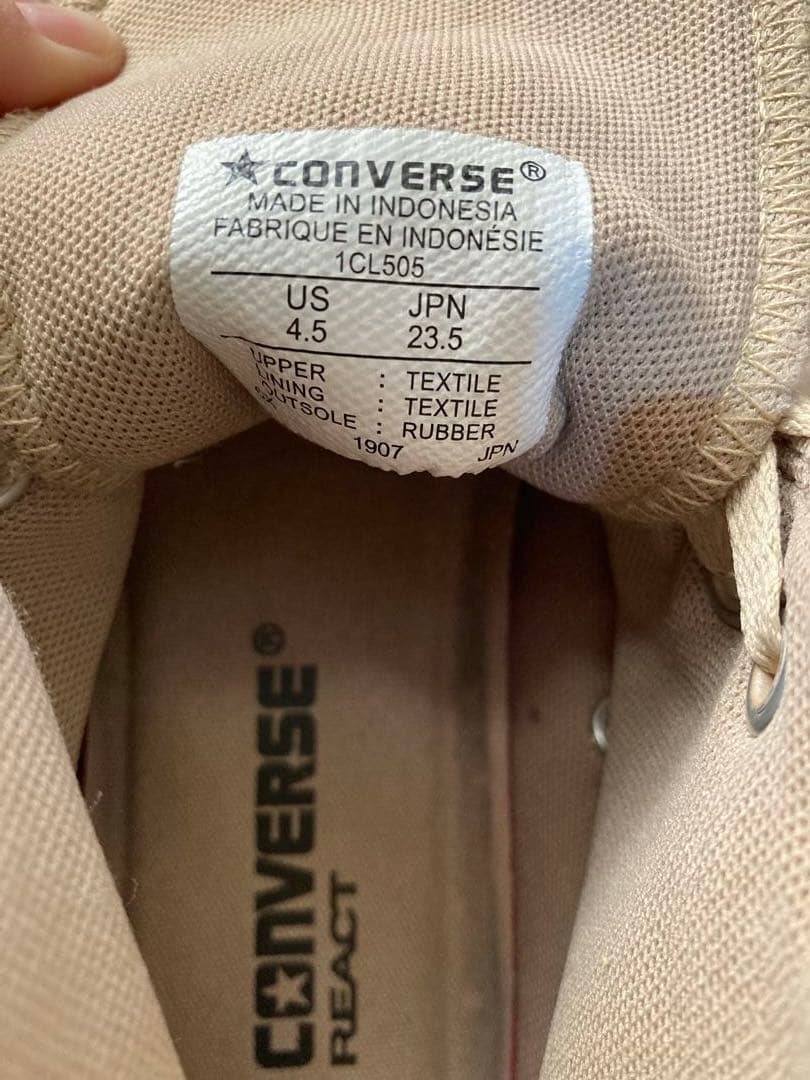 CONVERSE®
MADE IN INDONESIA
FABRIQUE EN INDONÉSIE
1CL505
US JPN
4.5 23.5
UPPER : TEXTILE
LINING : TEXTILE
OUTSOLE : RUBBER
1907 JPN
CONVERSE®
REACT